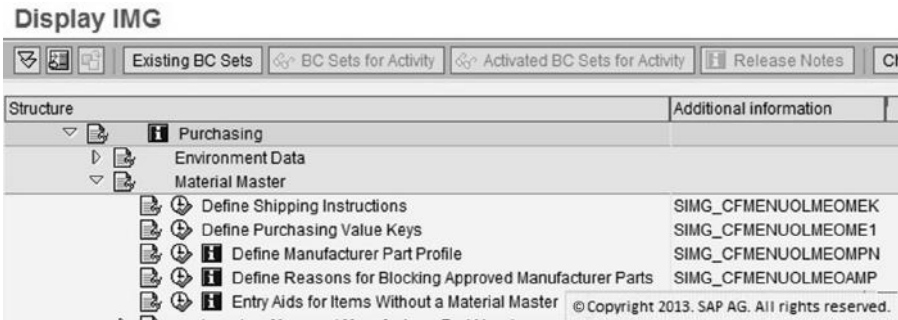 Display IMG
Existing BC Sets BC Sets for Activity Activated BC Sets for Activity Release Notes
Structure Additional information
Purchasing
Environment Data
Material Master
Define Shipping Instructions SIMG_CFMENUOLMEOMEK
Define Purchasing Value Keys SIMG_CFMENUOLMEOME1
Define Manufacturer Part Profile SIMG_CFMENUOLMEOMPN
Define Reasons for Blocking Approved Manufacturer Parts SIMG_CFMENUOLMEOAMP
Entry Aids for Items Without a Material Master © Copyright 2013. SAP AG. All rights reserved.